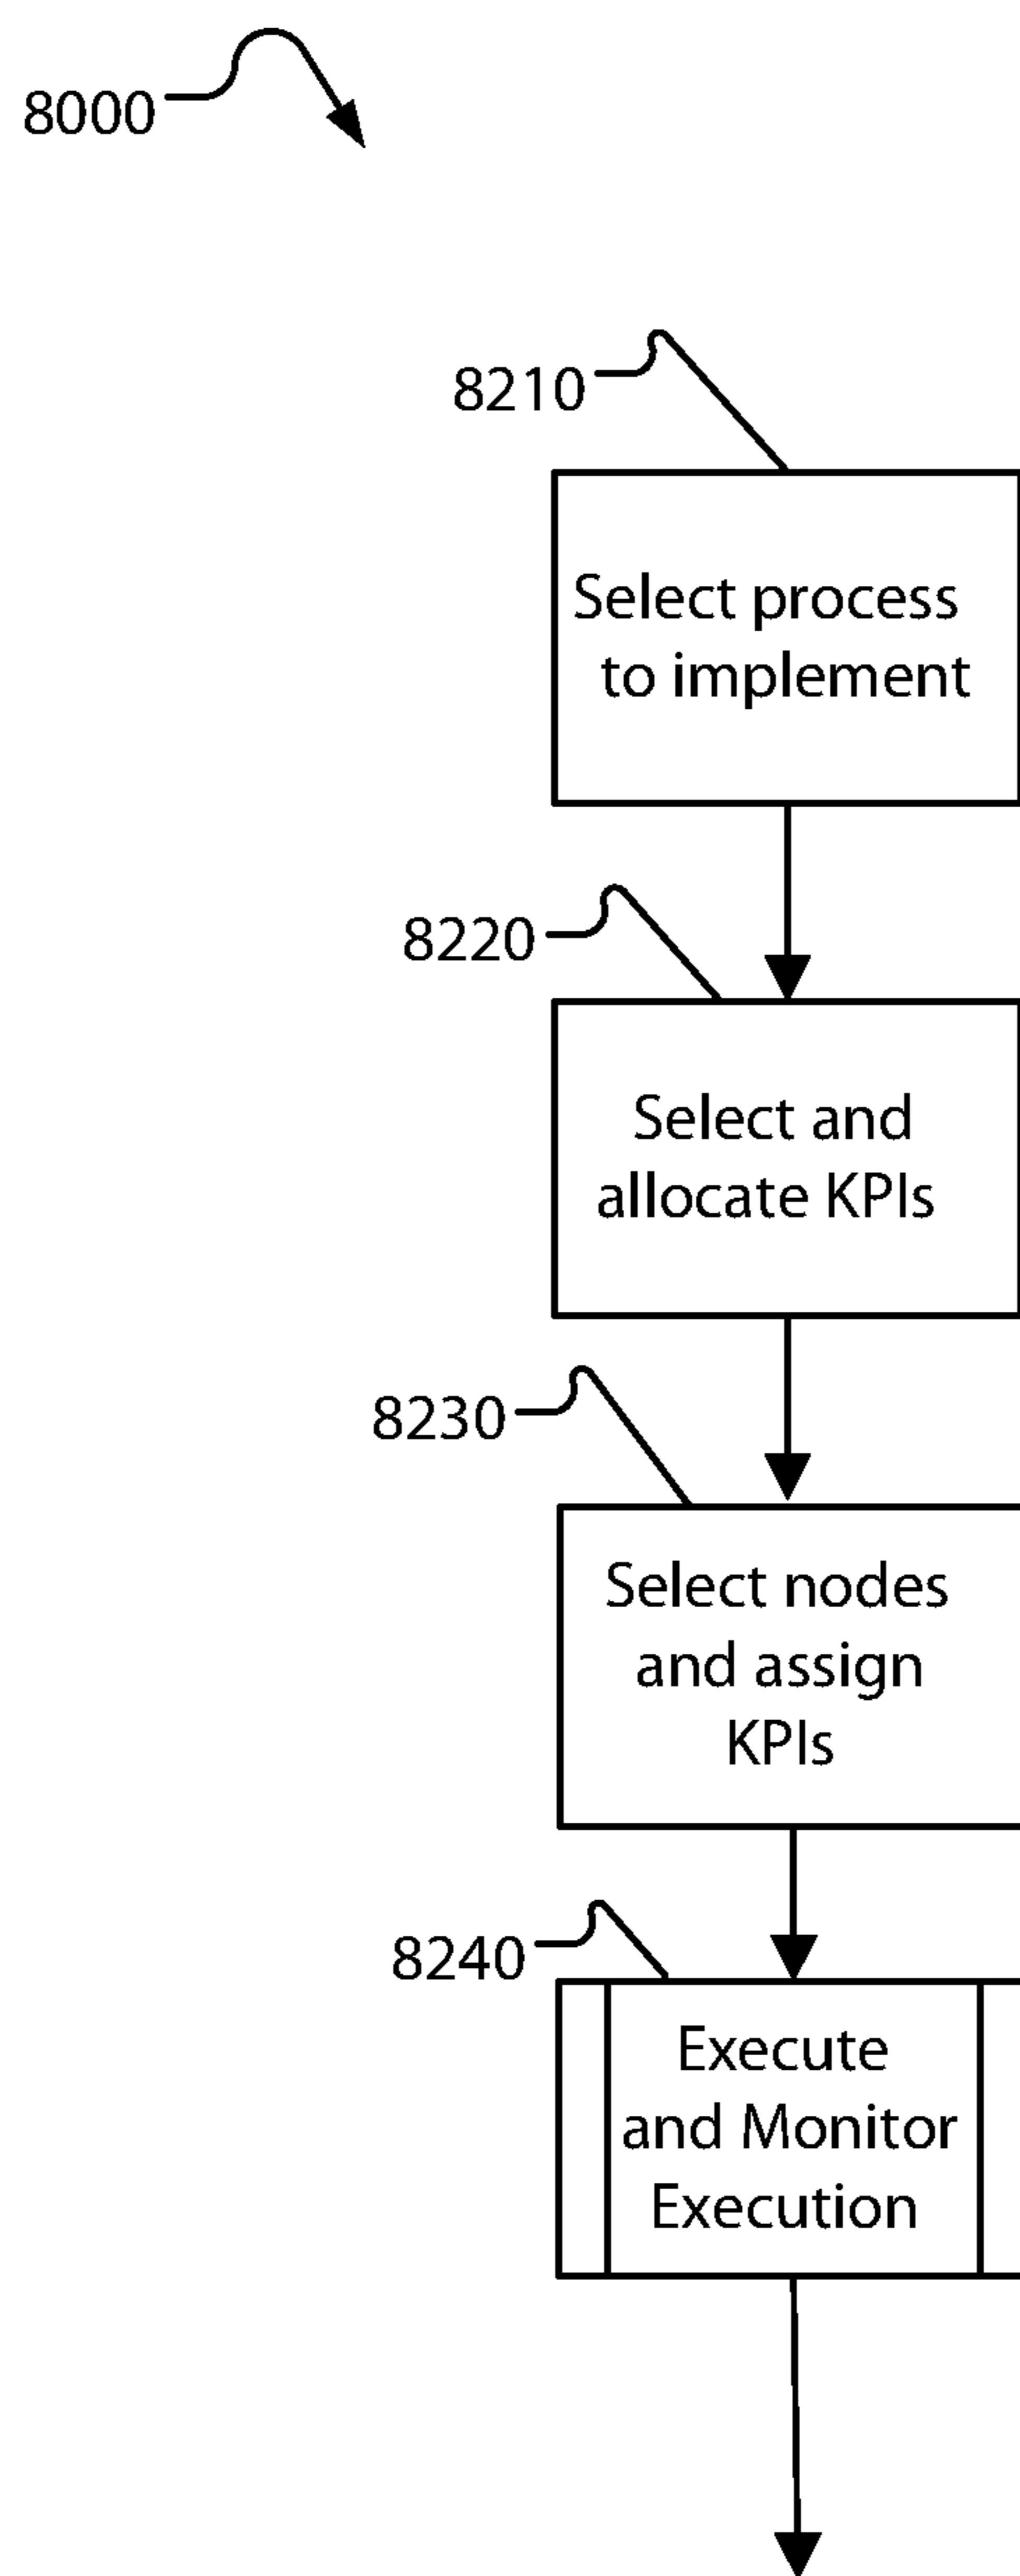 8000
8210
Select process
to implement
8220
Select and
allocate KPIs
8230
Select nodes
and assign
KPIs
8240
Execute
and Monitor
Execution